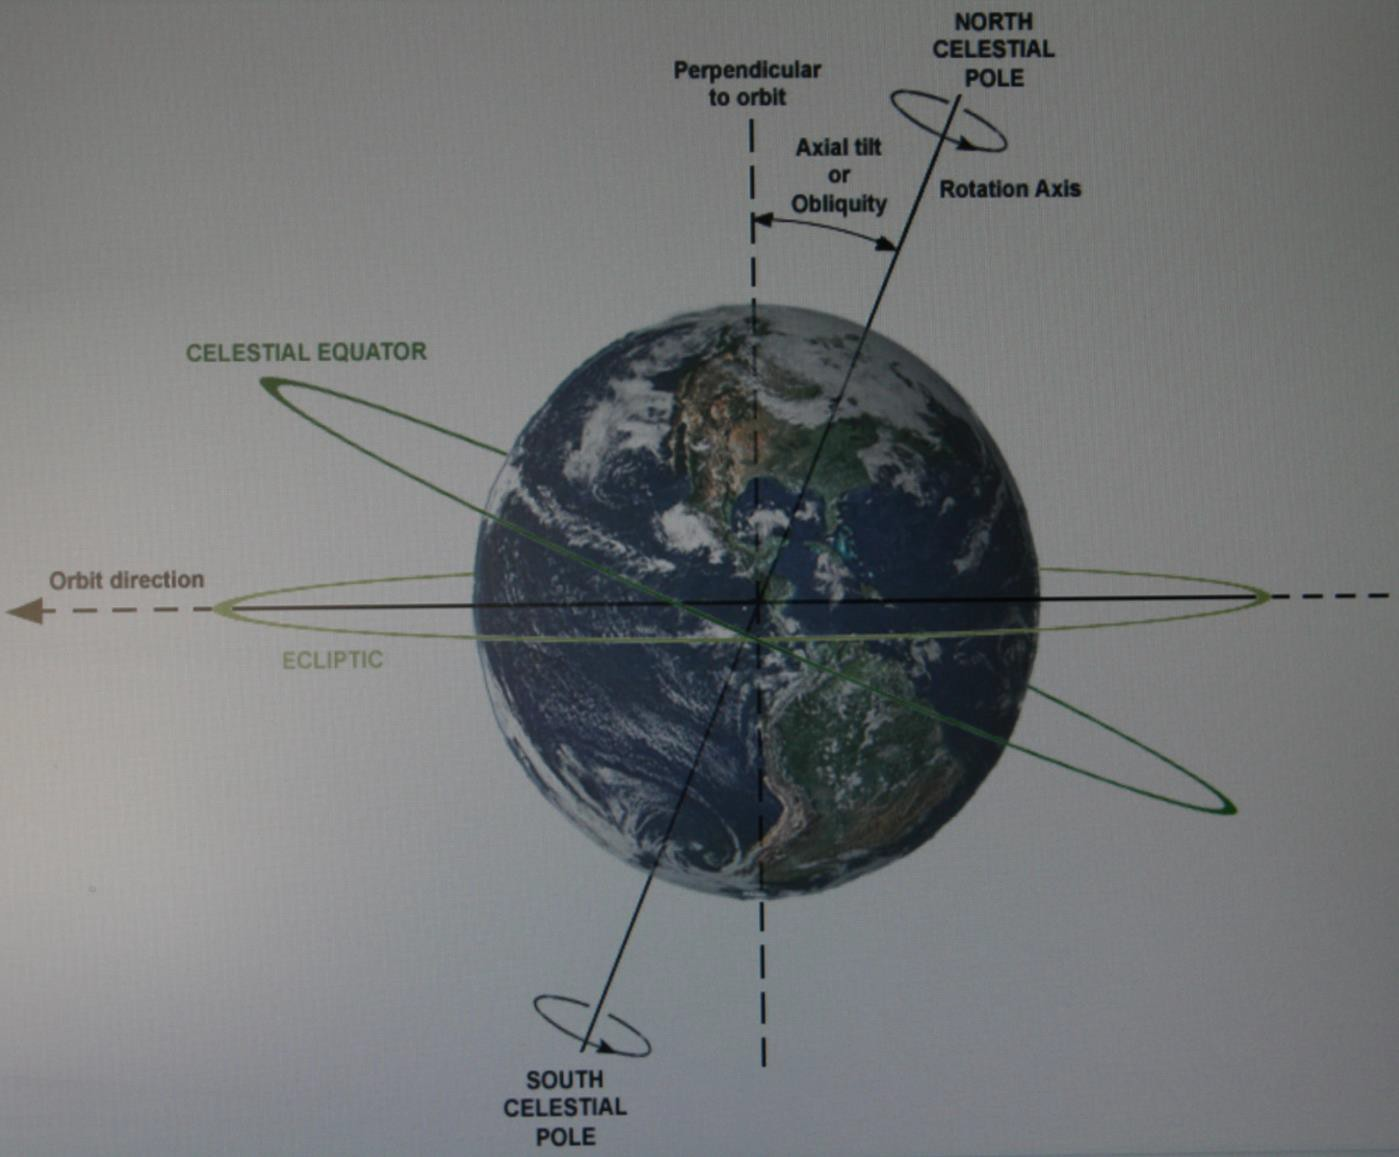 NORTH
CELESTIAL
POLE
Perpendicular
to orbit
Axial tilt
or
Obliquity
Rotation Axis
CELESTIAL EQUATOR
Orbit direction
ECLIPTIC
SOUTH
CELESTIAL
POLE